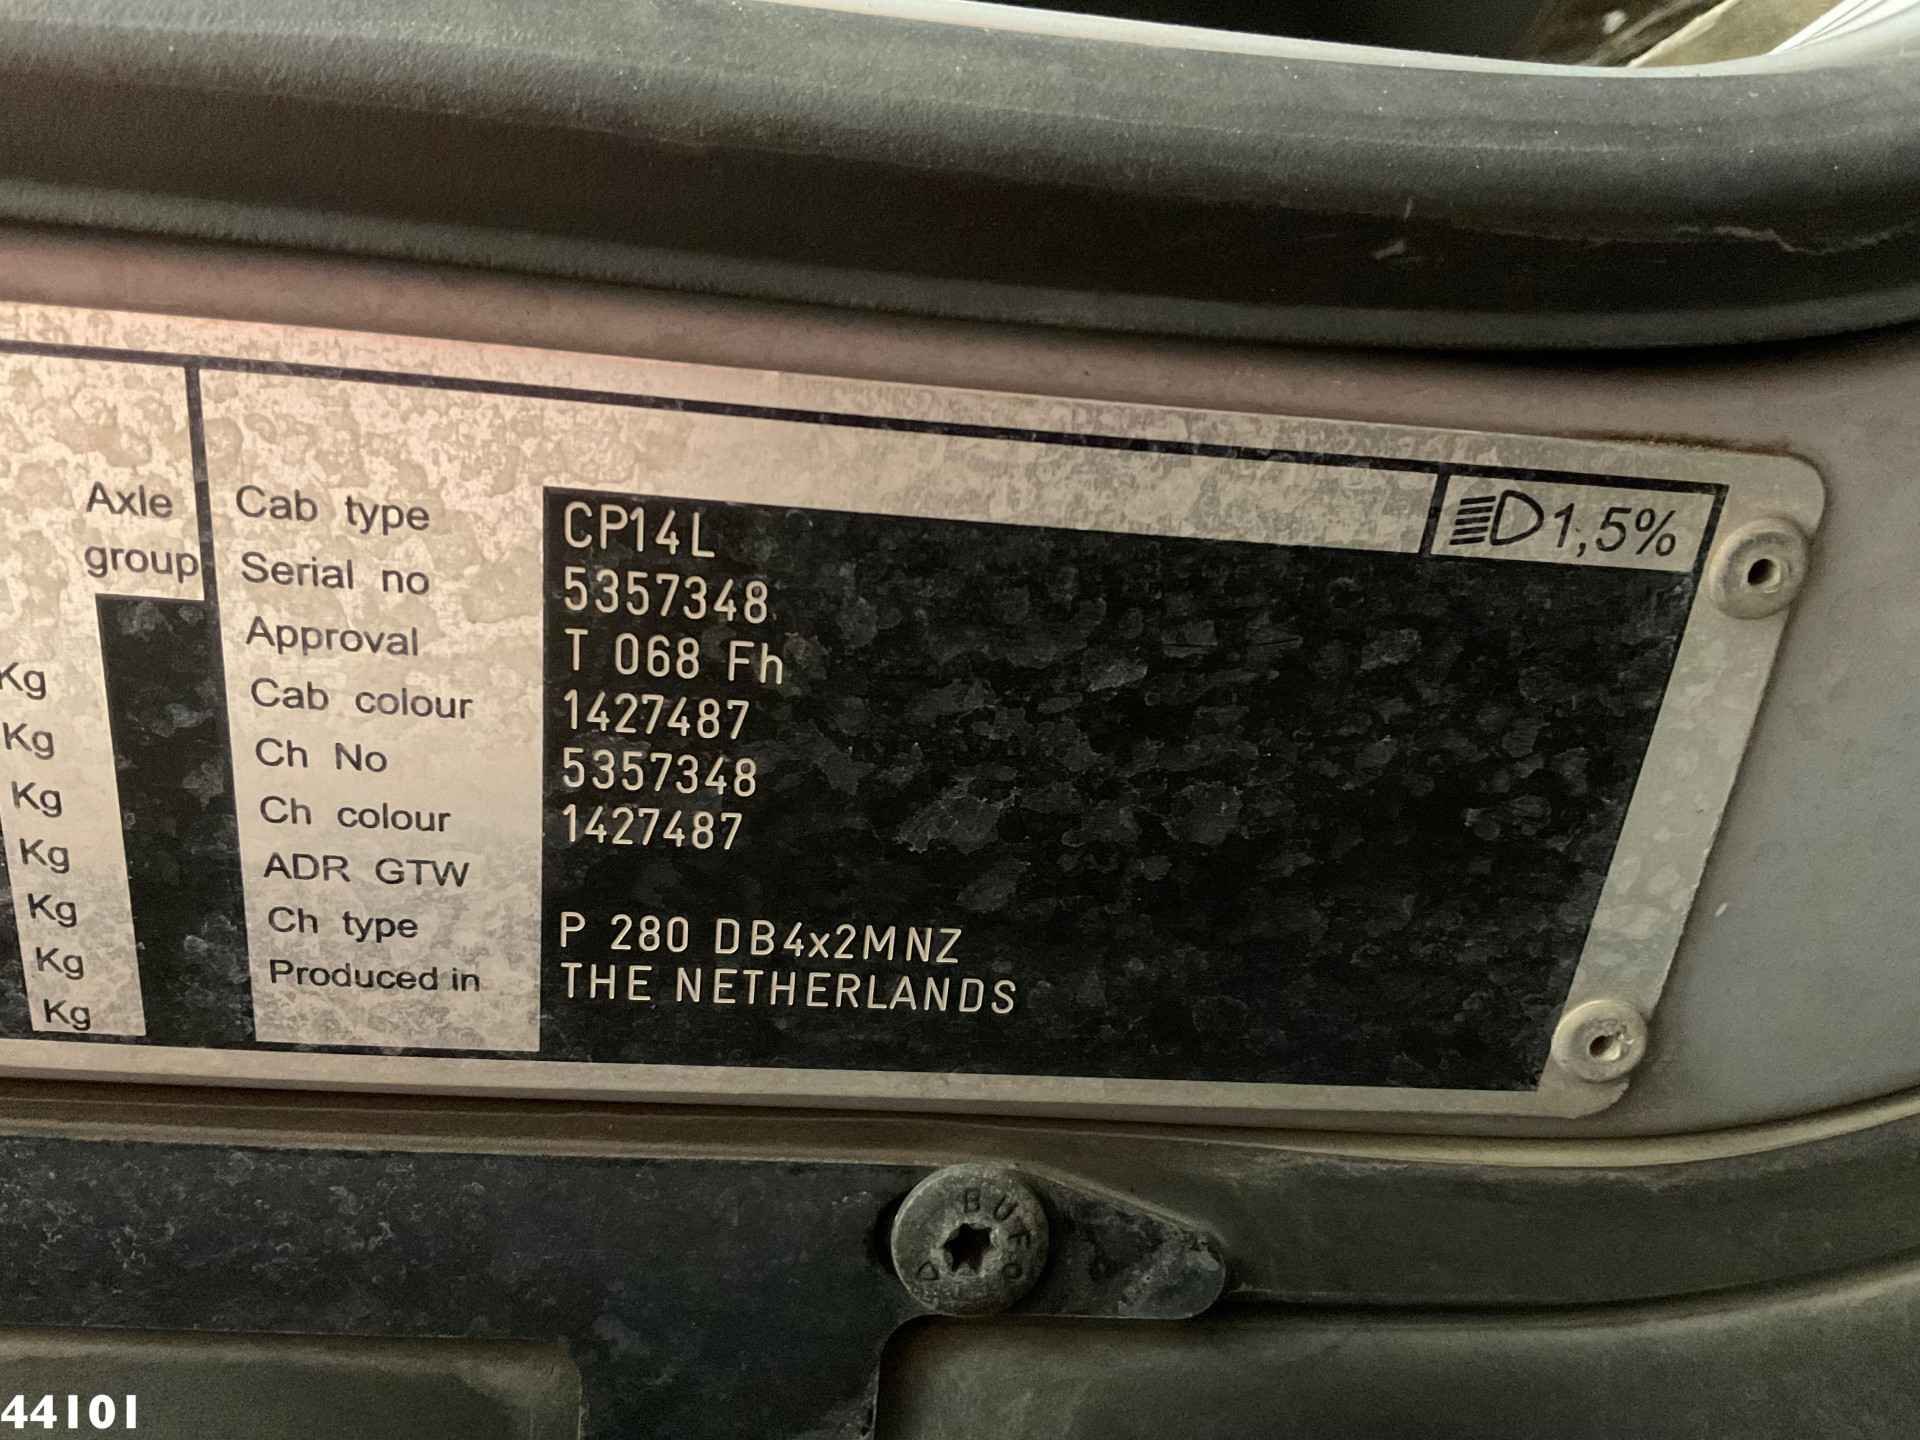 Axle
group
Kg
Kg
Kg
Kg
Kg
Kg
Kg
Cab type CP14L
Serial no 5357348
Approval T 068 Fh
Cab colour 1427487
Ch No 5357348
Ch colour 1427487
ADR GTW
Ch type P 280 DB4x2MNZ
Produced in THE NETHERLANDS
1,5%
BUFO
44101